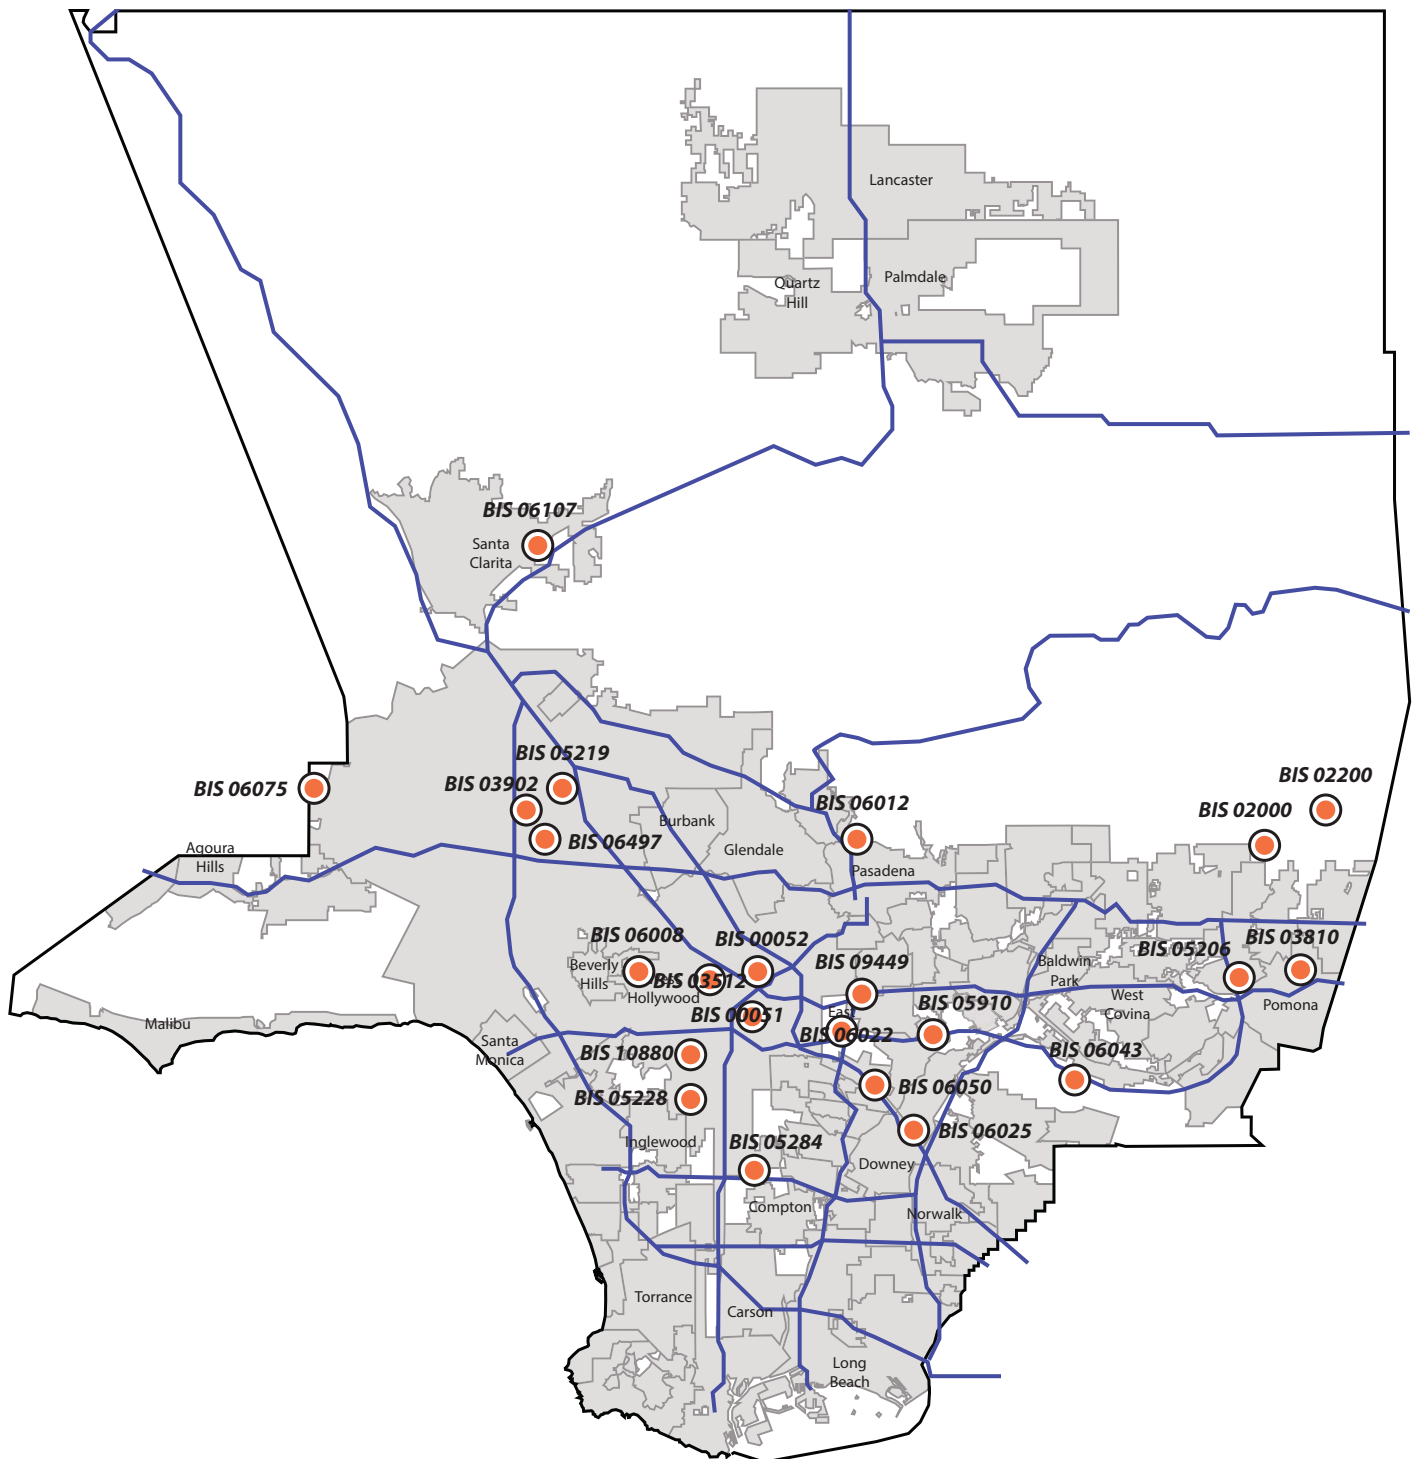 Lancaster
Quartz
Hill
Palmdale
BIS 06107
Santa
Clarita
BIS 05219
BIS 06075
BIS 03902
BIS 06497
BIS 06012
BIS 02200
BIS 02000
Burbank
Glendale
Pasadena
Agoura
Hills
BIS 06008
BIS 00052
BIS 09449
BIS 05206
BIS 03810
Beverly
Hills
BIS 03512
Hollywood
Baldwin
Park
West
Covina
Pomona
BIS 00051
East
BIS 06022
BIS 05910
Malibu
Santa
Monica
BIS 10880
BIS 06043
BIS 05228
BIS 06050
BIS 06025
Inglewood
BIS 05284
Downey
Compton
Norwalk
Torrance
Carson
Long
Beach